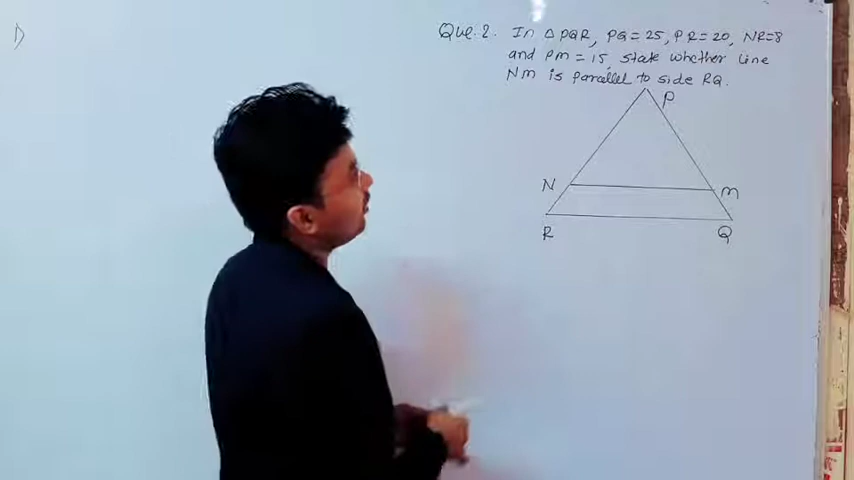 1)
Que. 2. In △PQR, PQ = 25, PR = 20, NR=8
and PM = 15, state whether line
NM is parallel to side RQ.
P
N M
R Q